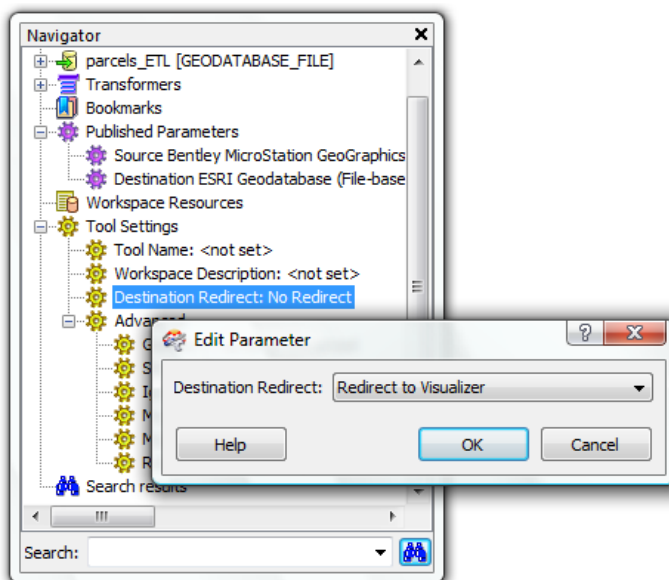 Navigator
parcels_ETL [GEODATABASE_FILE]
Transformers
Bookmarks
Published Parameters
Source Bentley MicroStation GeoGraphics
Destination ESRI Geodatabase (File-base
Workspace Resources
Tool Settings
Tool Name: <not set>
Workspace Description: <not set>
Destination Redirect: No Redirect
Edit Parameter
Destination Redirect: Redirect to Visualizer
Help OK Cancel
Search results
Search: